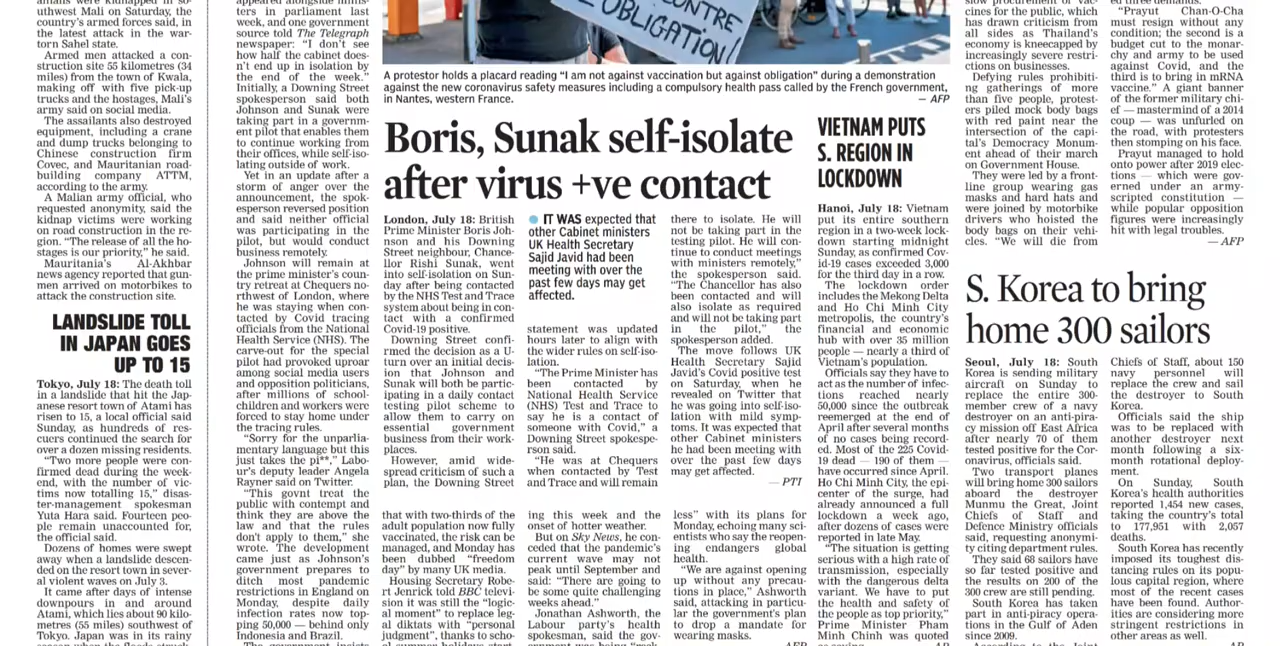 southwest Mali on Saturday, the
country's armed forces said, in
the latest attack in the war-
torn Sahel state.
Armed men attacked a con-
struction site 55 kilometres (34
miles) from the town of Kwala,
making off with five pick-up
trucks and the hostages, Mali's
army said on social media.
The assailants also destroyed
equipment, including a crane
and dump trucks belonging to
Chinese construction firm
Covec, and Mauritanian road-
building company ATTM,
according to the army.
A Malian army official, who
requested anonymity, said the
kidnap victims were working
on road construction in the re-
gion. "The release of all the ho-
stages is our priority," he said.
Mauritania's Al-Akhbar
news agency reported that gun-
men arrived on motorbikes to
attack the construction site.
LANDSLIDE TOLL
IN JAPAN GOES
UP TO 15
Tokyo, July 18: The death toll
in a landslide that hit the Jap-
anese resort town of Atami has
risen to 15, a local official said
Sunday, as hundreds of res-
cuers continued the search for
over a dozen missing residents.
"Two more people were con-
firmed dead during the week-
end, with the number of vic-
tims now totalling 15," disas-
ter-management spokesman
Yuta Hara said. Fourteen peo-
ple remain unaccounted for,
the official said.
Dozens of homes were swept
away when a landslide descen-
ded on the resort town in sever-
al violent waves on July 3.
It came after days of intense
downpours in and around
Atami, which lies about 90 kilo-
metres (55 miles) southwest of
Tokyo. Japan was in its rainy
appeared alongside minis-
ters in parliament last
week, and one government
source told The Telegraph
newspaper: "I don't see
how half the cabinet does-
n't end up in isolation by
the end of the week."
Initially, a Downing Street
spokesperson said both
Johnson and Sunak were
taking part in a governm-
ent pilot that enables them
to continue working from
their offices, while self-iso-
lating outside of work.
Yet in an update after a
storm of anger over the
announcement, the spok-
esperson reversed position
and said neither official
was participating in the
pilot, but would conduct
business remotely.
Johnson will remain at
the prime minister's coun-
try retreat at Chequers no-
rthwest of London, where
he was staying when con-
tacted by Covid tracing
officials from the National
Health Service (NHS). The
carve-out for the special
pilot had provoked uproar
among social media users
and opposition politicians,
after millions of school-
children and workers were
forced to stay home under
the tracing rules.
"Sorry for the unparlia-
mentary language but this
just takes the pi**," Labo-
ur's deputy leader Angela
Rayner said on Twitter.
"This govnt treat the
public with contempt and
think they are above the
law and that the rules
don't apply to them," she
wrote. The development
came just as Johnson's
government prepares to
ditch most pandemic
restrictions in England on
Monday, despite daily
infection rates now top-
ping 50,000 — behind only
Indonesia and Brazil.
The government insists
CONTRE
OBLIGATION
A protestor holds a placard reading "I am not against vaccination but against obligation" during a demonstration
against the new coronavirus safety measures including a compulsory health pass called by the French government,
in Nantes, western France. — AFP
Boris, Sunak self-isolate
after virus +ve contact
London, July 18: British
Prime Minister Boris Joh-
nson and his Downing
Street neighbour, Chance-
llor Rishi Sunak, went
into self-isolation on Sun-
day after being contacted
by the NHS Test and Trace
system about being in con-
tact with a confirmed
Covid-19 positive.
Downing Street confi-
rmed the decision as a U-
turn over an initial decis-
ion that Johnson and
Sunak will both be partic-
ipating in a daily contact
testing pilot scheme to
allow them to carry on
essential government
business from their work-
places.
However, amid wide-
spread criticism of such a
plan, the Downing Street
IT WAS expected that
other Cabinet ministers
UK Health Secretary
Sajid Javid had been
meeting with over the
past few days may get
affected.
statement was updated
hours later to align with
the wider rules on self-iso-
lation.
"The Prime Minister has
been contacted by
National Health Service
(NHS) Test and Trace to
say he is a contact of
someone with Covid," a
Downing Street spokespe-
rson said.
"He was at Chequers
when contacted by Test
and Trace and will remain
there to isolate. He will
not be taking part in the
testing pilot. He will con-
tinue to conduct meetings
with ministers remotely,"
the spokesperson said.
"The Chancellor has also
been contacted and will
also isolate as required
and will not be taking part
in the pilot," the
spokesperson added.
The move follows UK
Health Secretary Sajid
Javid's Covid positive test
on Saturday, when he
revealed on Twitter that
he was going into self-iso-
lation with mild symp-
toms. It was expected that
other Cabinet ministers
he had been meeting with
over the past few days
may get affected.
— PTI
that with two-thirds of the
adult population now fully
vaccinated, the risk can be
managed, and Monday has
been dubbed "freedom
day" by many UK media.
Housing Secretary Robe-
rt Jenrick told BBC televi-
sion it was still the "logic-
al moment" to replace leg-
al diktats with "personal
judgment", thanks to scho-
ol summer holidays start-
ing this week and the
onset of hotter weather.
But on Sky News, he con-
ceded that the pandemic's
current wave may not
peak until September and
said: "There are going to
be some quite challenging
weeks ahead."
Jonathan Ashworth, the
Labour party's health
spokesman, said the gov-
ernment was being "reck-
less" with its plans for
Monday, echoing many sci-
entists who say the reopen-
ing endangers global
health.
"We are against opening
up without any precau-
tions in place," Ashworth
said, attacking in particu-
lar the government's plan
to drop a mandate for
wearing masks.
— AFP
VIETNAM PUTS
S. REGION IN
LOCKDOWN
Hanoi, July 18: Vietnam
put its entire southern
region in a two-week lock-
down starting midnight
Sunday, as confirmed Cov-
id-19 cases exceeded 3,000
for the third day in a row.
The lockdown order
includes the Mekong Delta
and Ho Chi Minh City
metropolis, the country's
financial and economic
hub with over 35 million
people — nearly a third of
Vietnam's population.
Officials say they have to
act as the number of infec-
tions reached nearly
50,000 since the outbreak
reemerged at the end of
April after several months
of no cases being record-
ed. Most of the 225 Covid-
19 dead — 190 of them —
have occurred since April.
Ho Chi Minh City, the epi-
center of the surge, had
already announced a full
lockdown a week ago,
after dozens of cases were
reported in late May.
"The situation is getting
serious with a high rate of
transmission, especially
with the dangerous delta
variant. We have to put
the health and safety of
the people as top priority,"
Prime Minister Pham
Minh Chinh was quoted
as saying. — AP
slow procurement of vac-
cines for the public, which
has drawn criticism from
all sides as Thailand's
economy is kneecapped by
increasingly severe restri-
ctions on businesses.
Defying rules prohibiti-
ng gatherings of more
than five people, protest-
ers piled mock body bags
with red paint near the
intersection of the capi-
tal's Democracy Monum-
ent ahead of their march
on Government House.
They were led by a front-
line group wearing gas
masks and hard hats and
were joined by motorbike
drivers who hoisted the
body bags on their vehi-
cles. "We will die from
ed three demands.
"Prayut Chan-O-Cha
must resign without any
condition; the second is a
budget cut to the monar-
chy and army to be used
against Covid, and the
third is to bring in mRNA
vaccine." A giant banner
of the former military chi-
ef — mastermind of a 2014
coup — was unfurled on
the road, with protesters
then stomping on his face.
Prayut managed to hold
onto power after 2019 elec-
tions — which were gov-
erned under an army-
scripted constitution —
while popular opposition
figures were increasingly
hit with legal troubles.
— AFP
S. Korea to bring
home 300 sailors
Seoul, July 18: South
Korea is sending military
aircraft on Sunday to
replace the entire 300-
member crew of a navy
destroyer on an anti-pira-
cy mission off East Africa
after nearly 70 of them
tested positive for the Cor-
onavirus, officials said.
Two transport planes
will bring home 300 sailors
aboard the destroyer
Munmu the Great, Joint
Chiefs of Staff and
Defence Ministry officials
said, requesting anonymi-
ty citing department rules.
They said 68 sailors have
so far tested positive and
the results on 200 of the
300 crew are still pending.
South Korea has taken
part in anti-piracy opera-
tions in the Gulf of Aden
since 2009.
According to the Joint
Chiefs of Staff, about 150
navy personnel will
replace the crew and sail
the destroyer to South
Korea.
Officials said the ship
was to be replaced with
another destroyer next
month following a six-
month rotational deploy-
ment.
On Sunday, South
Korea's health authorities
reported 1,454 new cases,
taking the country's total
to 177,951 with 2,057
deaths.
South Korea has recently
imposed its toughest dis-
tancing rules on its popu-
lous capital region, where
most of the recent cases
have been found. Author-
ities are considering more
stringent restrictions in
other areas as well.
— AP